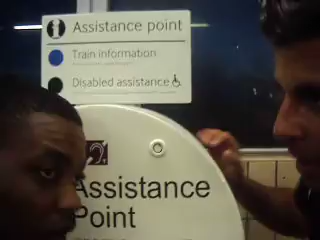 Assistance point
Train information
Disabled assistance
T
Assistance
Point